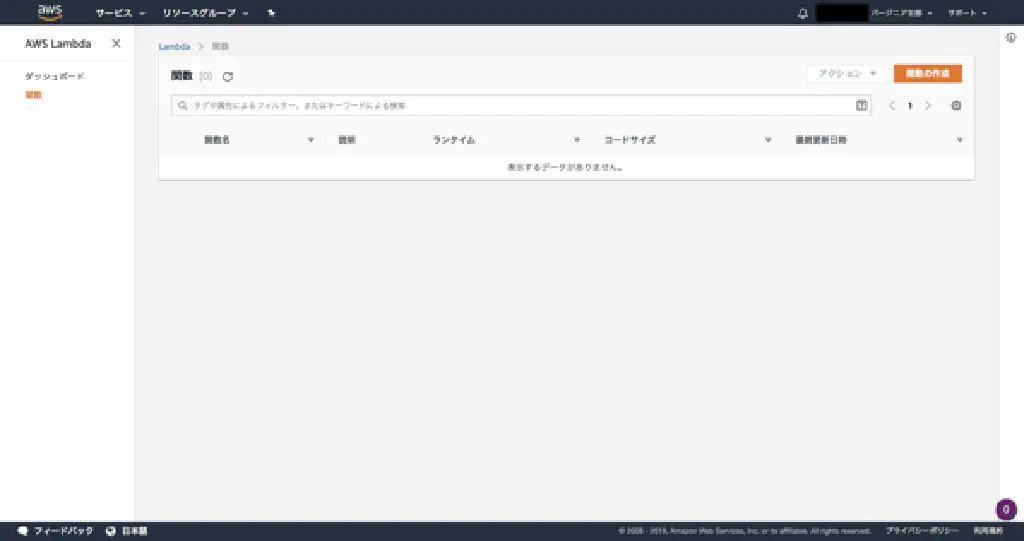 aws サービス リソースグループ バージニア北部 サポート
AWS Lambda
ダッシュボード
関数
Lambda > 関数
関数 (0) アクション 関数の作成
タグや属性によるフィルター、またはキーワードによる検索 < 1 >
関数名 説明 ランタイム コードサイズ 最終更新日時
表示するデータがありません。
フィードバック 日本語 © 2008 - 2018, Amazon Web Services, Inc. or its affiliates. All rights reserved. プライバシーポリシー 利用規約